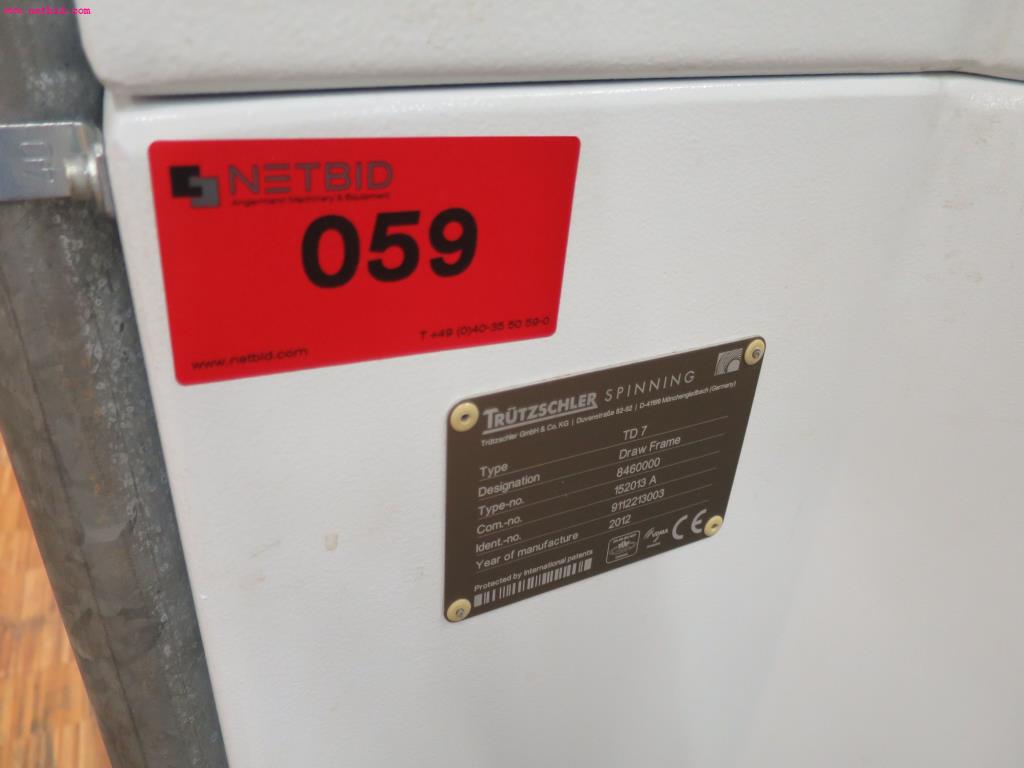 www.netbid.com
NETBID
Angermann Machinery & Equipment
059
T +49 (0)40-35 50 59-0
www.netbid.com
TRÜTZSCHLER SPINNING
Trützschler GmbH & Co. KG | Duvenstraße 82-92 | D-41199 Mönchengladbach (Germany)
Type TD 7
Designation Draw Frame
Type-no. 8460000
Com.-no. 152013 A
Ident.-no. 9112213003
Year of manufacture 2012
Protected by international patents
CE